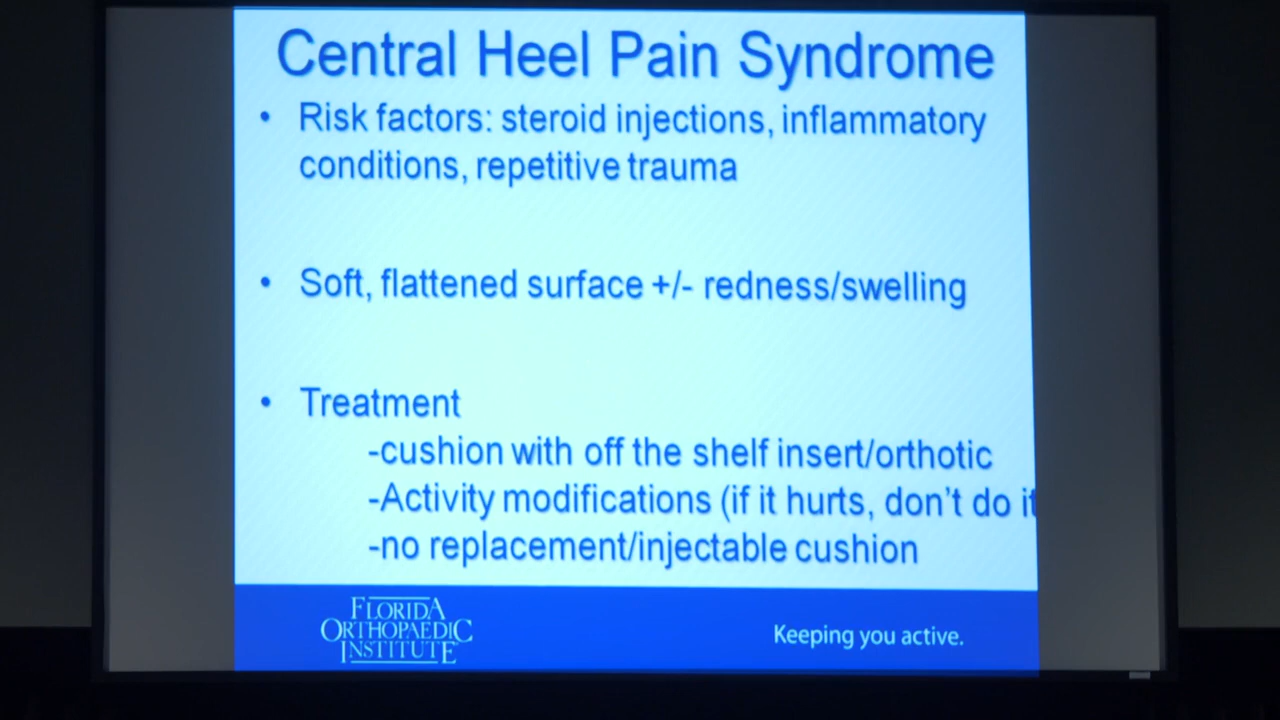 Central Heel Pain Syndrome
• Risk factors: steroid injections, inflammatory
conditions, repetitive trauma
• Soft, flattened surface +/- redness/swelling
• Treatment
-cushion with off the shelf insert/orthotic
-Activity modifications (if it hurts, don't do it
-no replacement/injectable cushion
FLORIDA
ORTHOPAEDIC
INSTITUTE
Keeping you active.